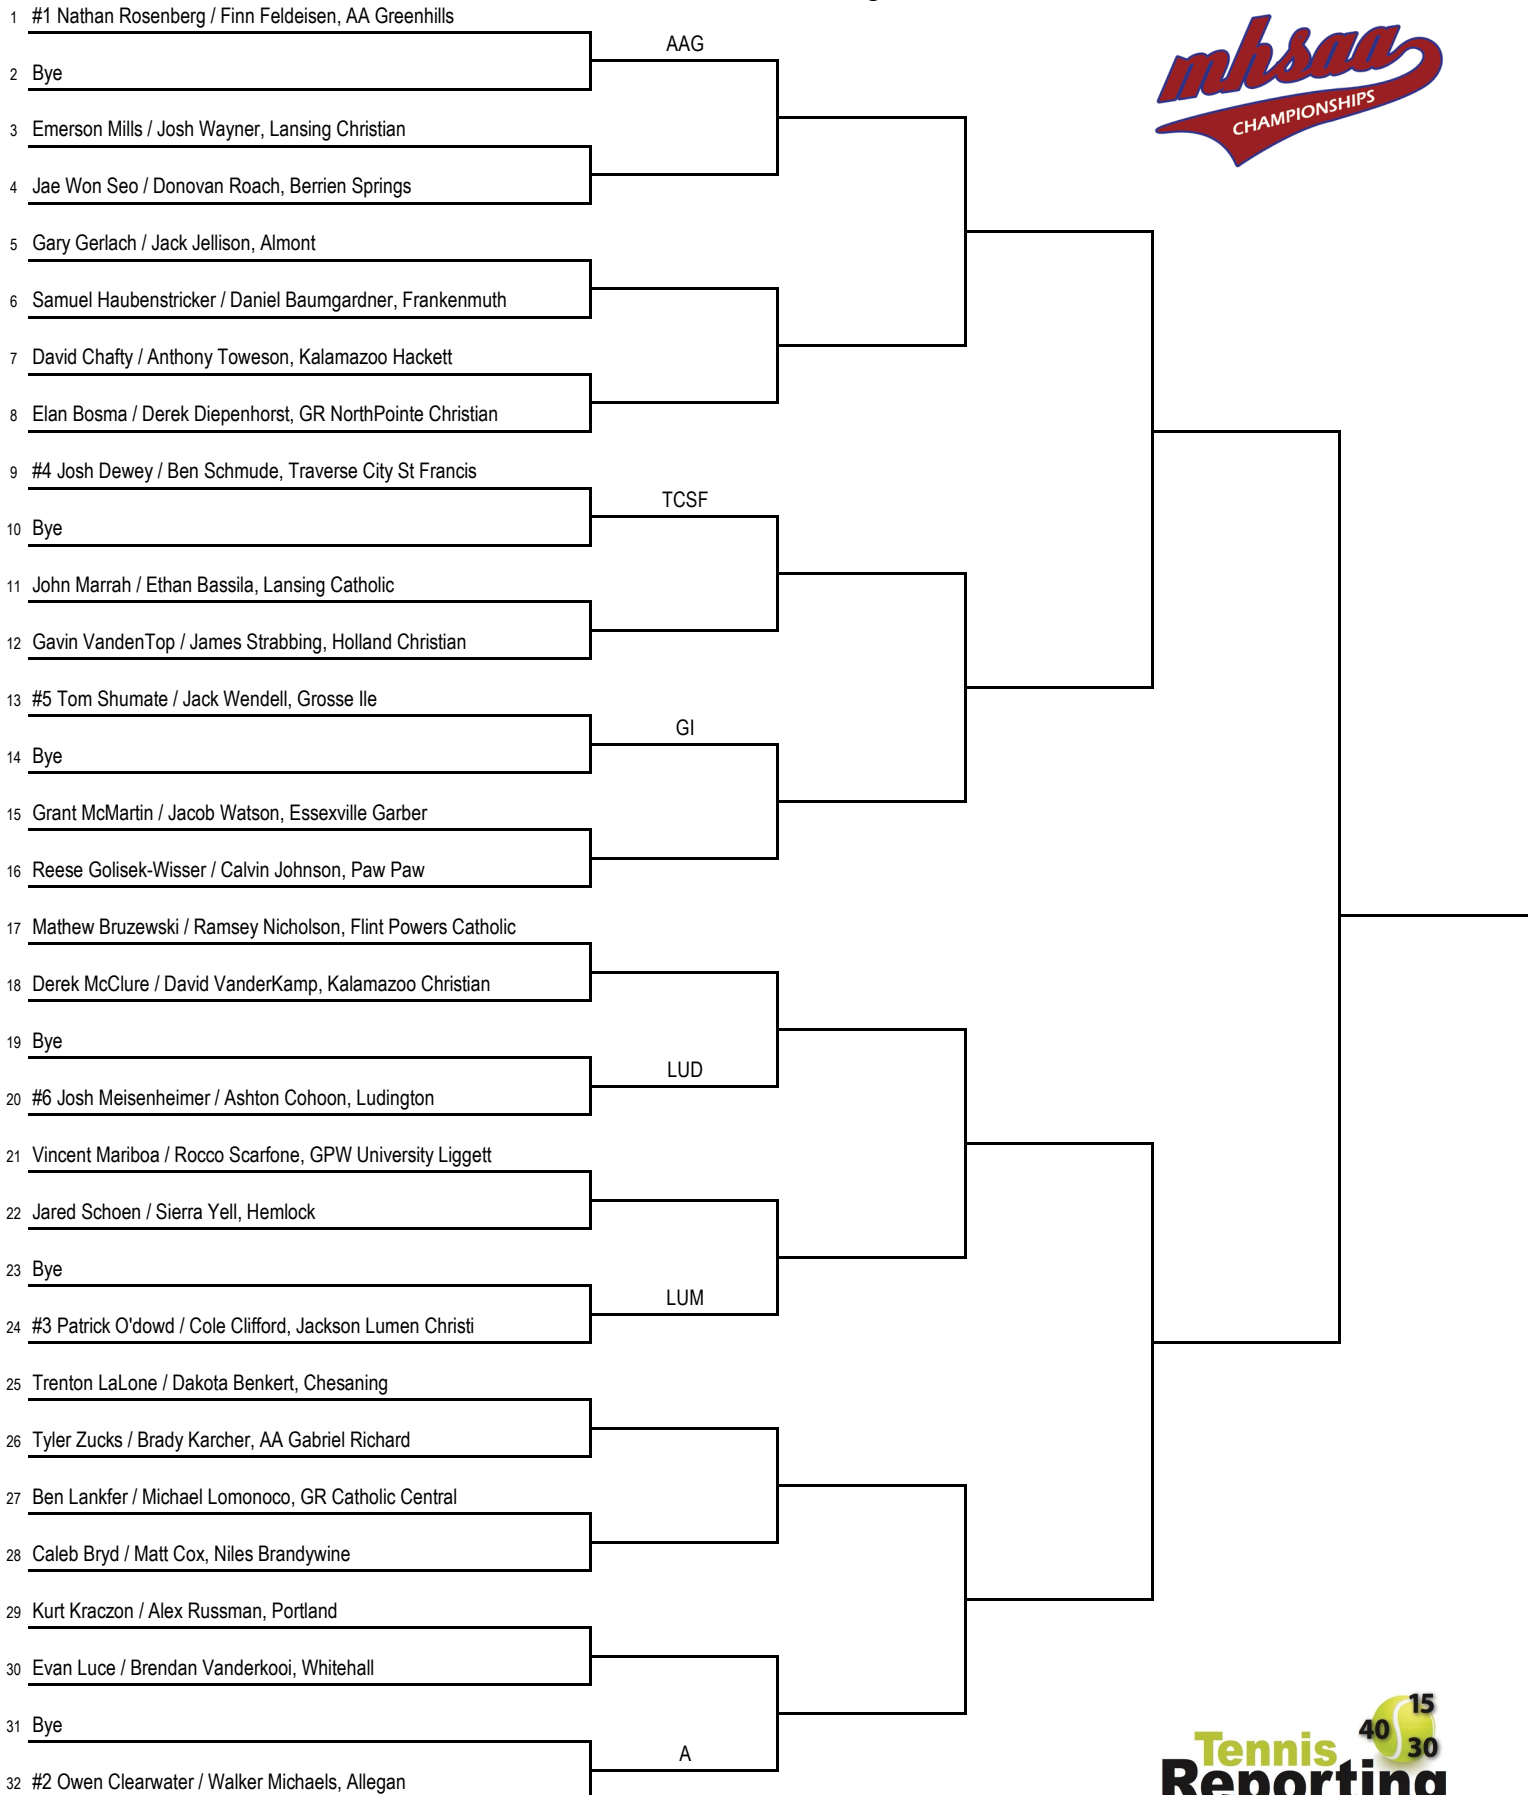 1 #1 Nathan Rosenberg / Finn Feldeisen, AA Greenhills
AAG
2 Bye
3 Emerson Mills / Josh Wayner, Lansing Christian
4 Jae Won Seo / Donovan Roach, Berrien Springs
5 Gary Gerlach / Jack Jellison, Almont
6 Samuel Haubenstricker / Daniel Baumgardner, Frankenmuth
7 David Chafty / Anthony Toweson, Kalamazoo Hackett
8 Elan Bosma / Derek Diepenhorst, GR NorthPointe Christian
9 #4 Josh Dewey / Ben Schmude, Traverse City St Francis
TCSF
10 Bye
11 John Marrah / Ethan Bassila, Lansing Catholic
12 Gavin VandenTop / James Strabbing, Holland Christian
13 #5 Tom Shumate / Jack Wendell, Grosse Ile
GI
14 Bye
15 Grant McMartin / Jacob Watson, Essexville Garber
16 Reese Golisek-Wisser / Calvin Johnson, Paw Paw
17 Mathew Bruzewski / Ramsey Nicholson, Flint Powers Catholic
18 Derek McClure / David VanderKamp, Kalamazoo Christian
19 Bye
LUD
20 #6 Josh Meisenheimer / Ashton Cohoon, Ludington
21 Vincent Mariboa / Rocco Scarfone, GPW University Liggett
22 Jared Schoen / Sierra Yell, Hemlock
23 Bye
LUM
24 #3 Patrick O'dowd / Cole Clifford, Jackson Lumen Christi
25 Trenton LaLone / Dakota Benkert, Chesaning
26 Tyler Zucks / Brady Karcher, AA Gabriel Richard
27 Ben Lankfer / Michael Lomonoco, GR Catholic Central
28 Caleb Bryd / Matt Cox, Niles Brandywine
29 Kurt Kraczon / Alex Russman, Portland
30 Evan Luce / Brendan Vanderkooi, Whitehall
31 Bye
A
32 #2 Owen Clearwater / Walker Michaels, Allegan
mhsaa
CHAMPIONSHIPS
15
40
30
Tennis
Reporting